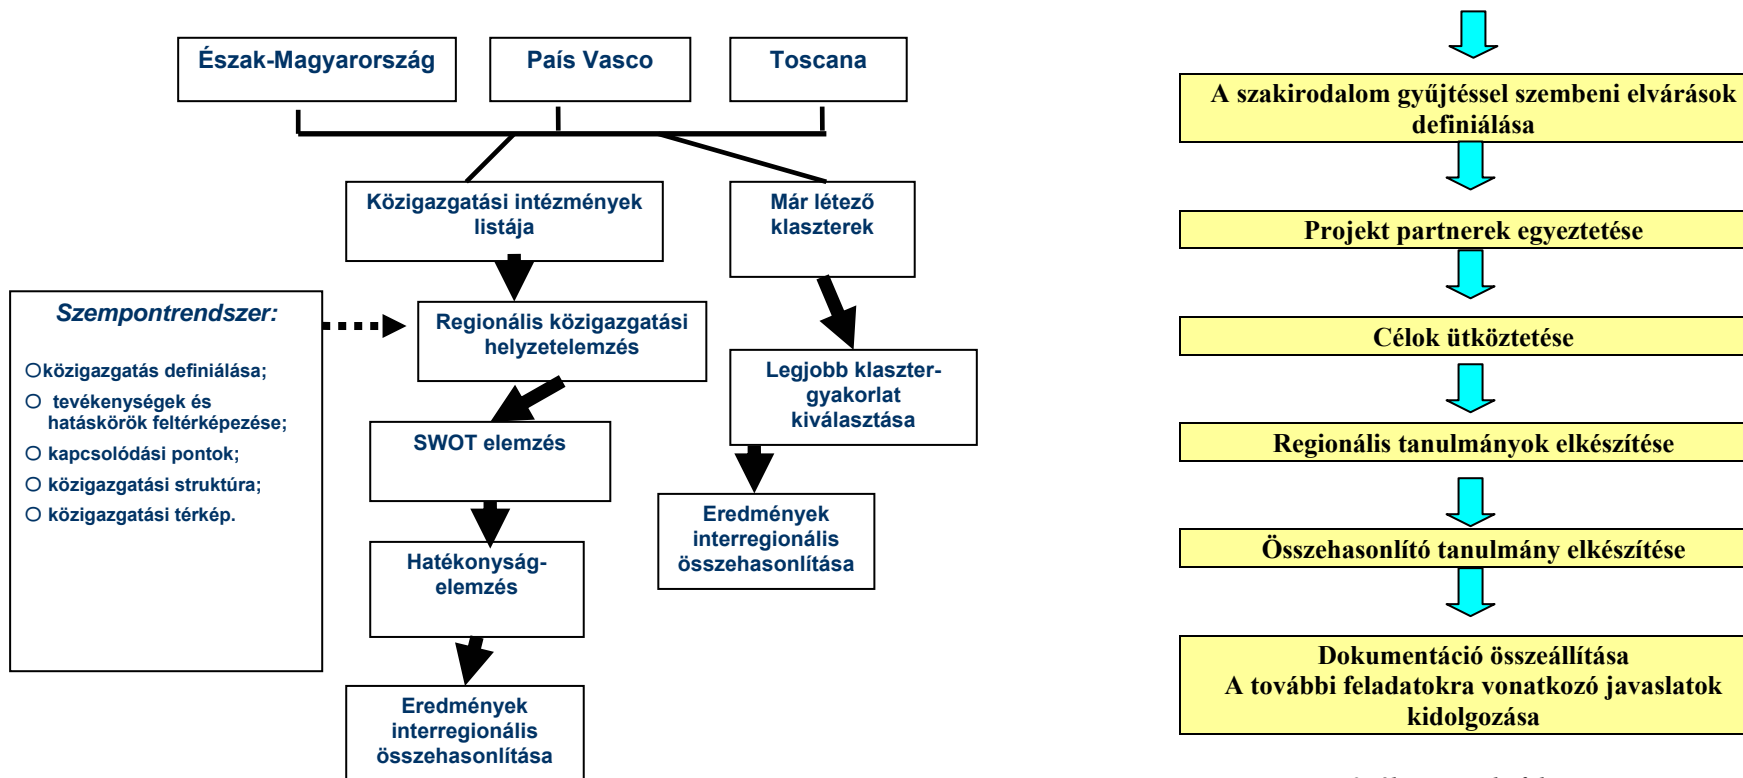 Észak-Magyarország
País Vasco
Toscana
Közigazgatási intézmények
listája
Már létező
klaszterek
Szempontrendszer:
közigazgatás definiálása;
tevékenységek és
hatáskörök feltérképezése;
kapcsolódási pontok;
közigazgatási struktúra;
közigazgatási térkép.
Regionális közigazgatási
helyzetelemzés
Legjobb klaszter-
gyakorlat
kiválasztása
SWOT elemzés
Eredmények
interregionális
összehasonlítása
Hatékonyság-
elemzés
Eredmények
interregionális
összehasonlítása
A szakirodalom gyűjtéssel szembeni elvárások
definiálása
Projekt partnerek egyeztetése
Célok ütköztetése
Regionális tanulmányok elkészítése
Összehasonlító tanulmány elkészítése
Dokumentáció összeállítása
A további feladatokra vonatkozó javaslatok
kidolgozása